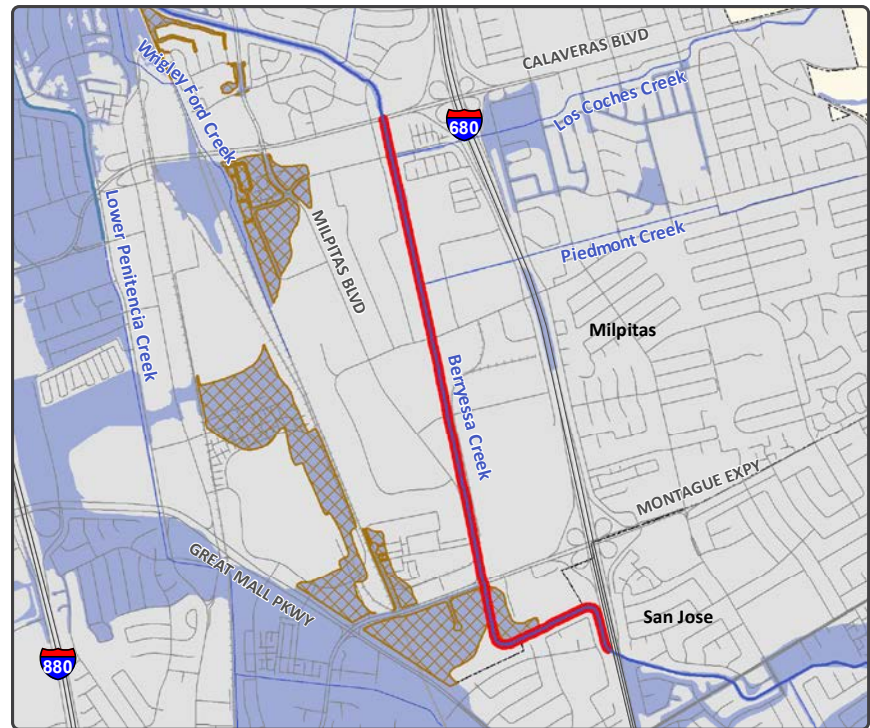 CALAVERAS BLVD
Wrigley Ford Creek
680
Los Coches Creek
Lower Penitencia Creek
MILPITAS BLVD
Piedmont Creek
Milpitas
Berryessa Creek
MONTAGUE EXPY
GREAT MALL PKWY
San Jose
880